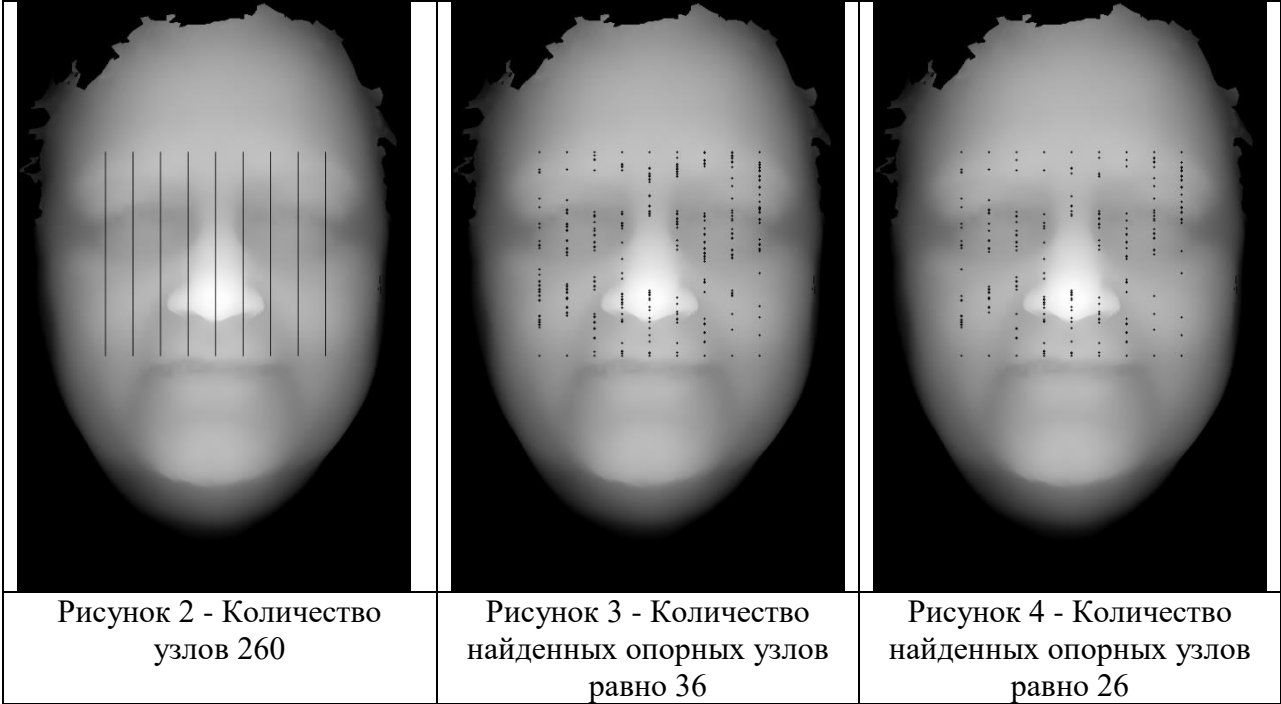 Рисунок 2 - Количество
узлов 260
Рисунок 3 - Количество
найденных опорных узлов
равно 36
Рисунок 4 - Количество
найденных опорных узлов
равно 26